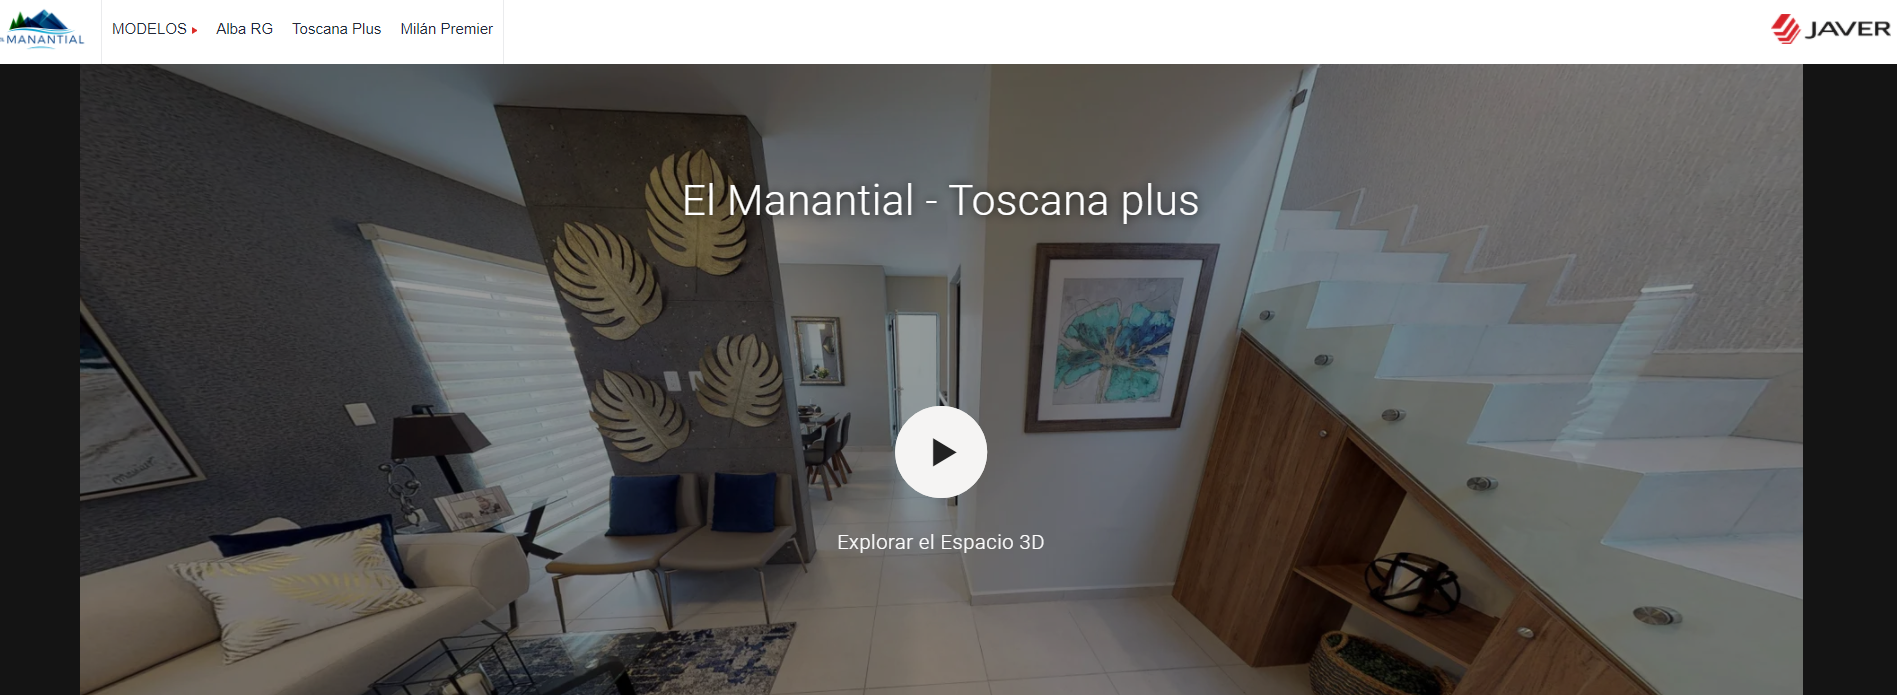 MANANTIAL
MODELOS
Alba RG
Toscana Plus
Milán Premier
JAVER
El Manantial - Toscana plus
Explorar el Espacio 3D